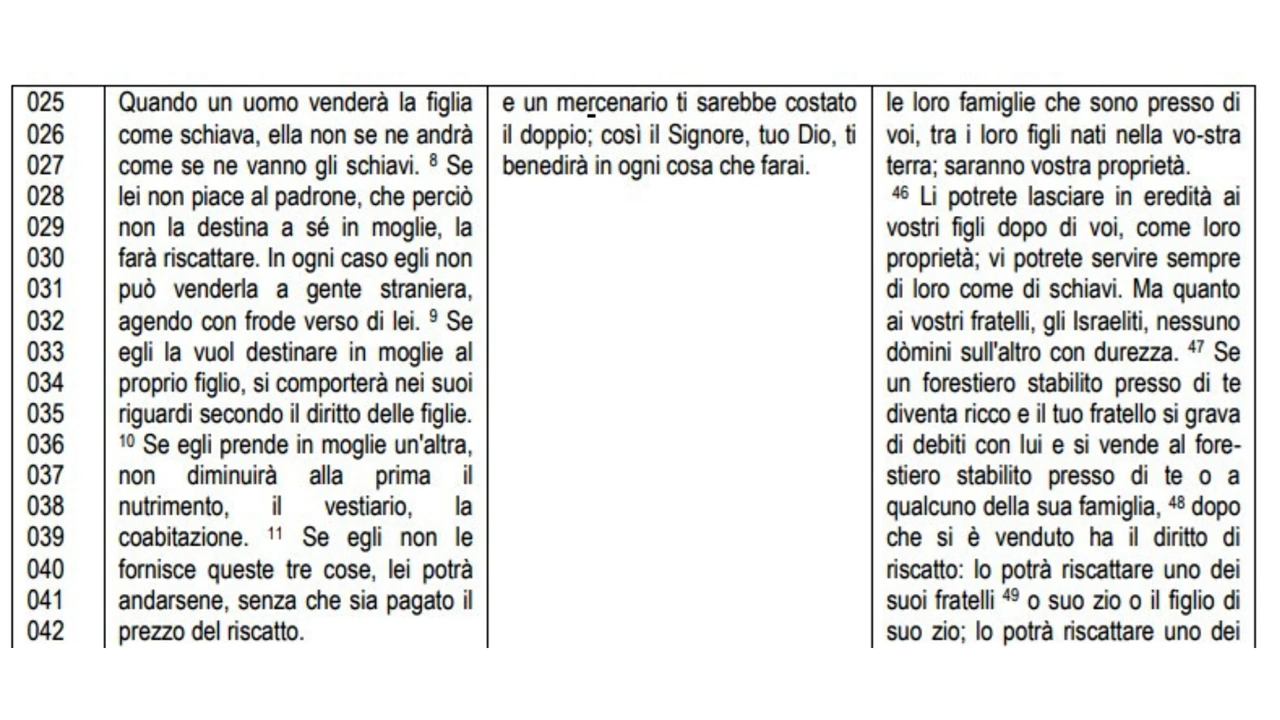 025
026
027
028
029
030
031
032
033
034
035
036
037
038
039
040
041
042
Quando un uomo venderà la figlia
come schiava, ella non se ne andrà
come se ne vanno gli schiavi. 8 Se
lei non piace al padrone, che perciò
non la destina a sé in moglie, la
farà riscattare. In ogni caso egli non
può venderla a gente straniera,
agendo con frode verso di lei. 9 Se
egli la vuol destinare in moglie al
proprio figlio, si comporterà nei suoi
riguardi secondo il diritto delle figlie.
10 Se egli prende in moglie un'altra,
non diminuirà alla prima il
nutrimento, il vestiario, la
coabitazione. 11 Se egli non le
fornisce queste tre cose, lei potrà
andarsene, senza che sia pagato il
prezzo del riscatto.
e un mercenario ti sarebbe costato
il doppio; così il Signore, tuo Dio, ti
benedirà in ogni cosa che farai.
le loro famiglie che sono presso di
voi, tra i loro figli nati nella vo-stra
terra; saranno vostra proprietà.
46 Li potrete lasciare in eredità ai
vostri figli dopo di voi, come loro
proprietà; vi potrete servire sempre
di loro come di schiavi. Ma quanto
ai vostri fratelli, gli Israeliti, nessuno
dòmini sull'altro con durezza. 47 Se
un forestiero stabilito presso di te
diventa ricco e il tuo fratello si grava
di debiti con lui e si vende al fore-
stiero stabilito presso di te o a
qualcuno della sua famiglia, 48 dopo
che si è venduto ha il diritto di
riscatto: lo potrà riscattare uno dei
suoi fratelli 49 o suo zio o il figlio di
suo zio; lo potrà riscattare uno dei